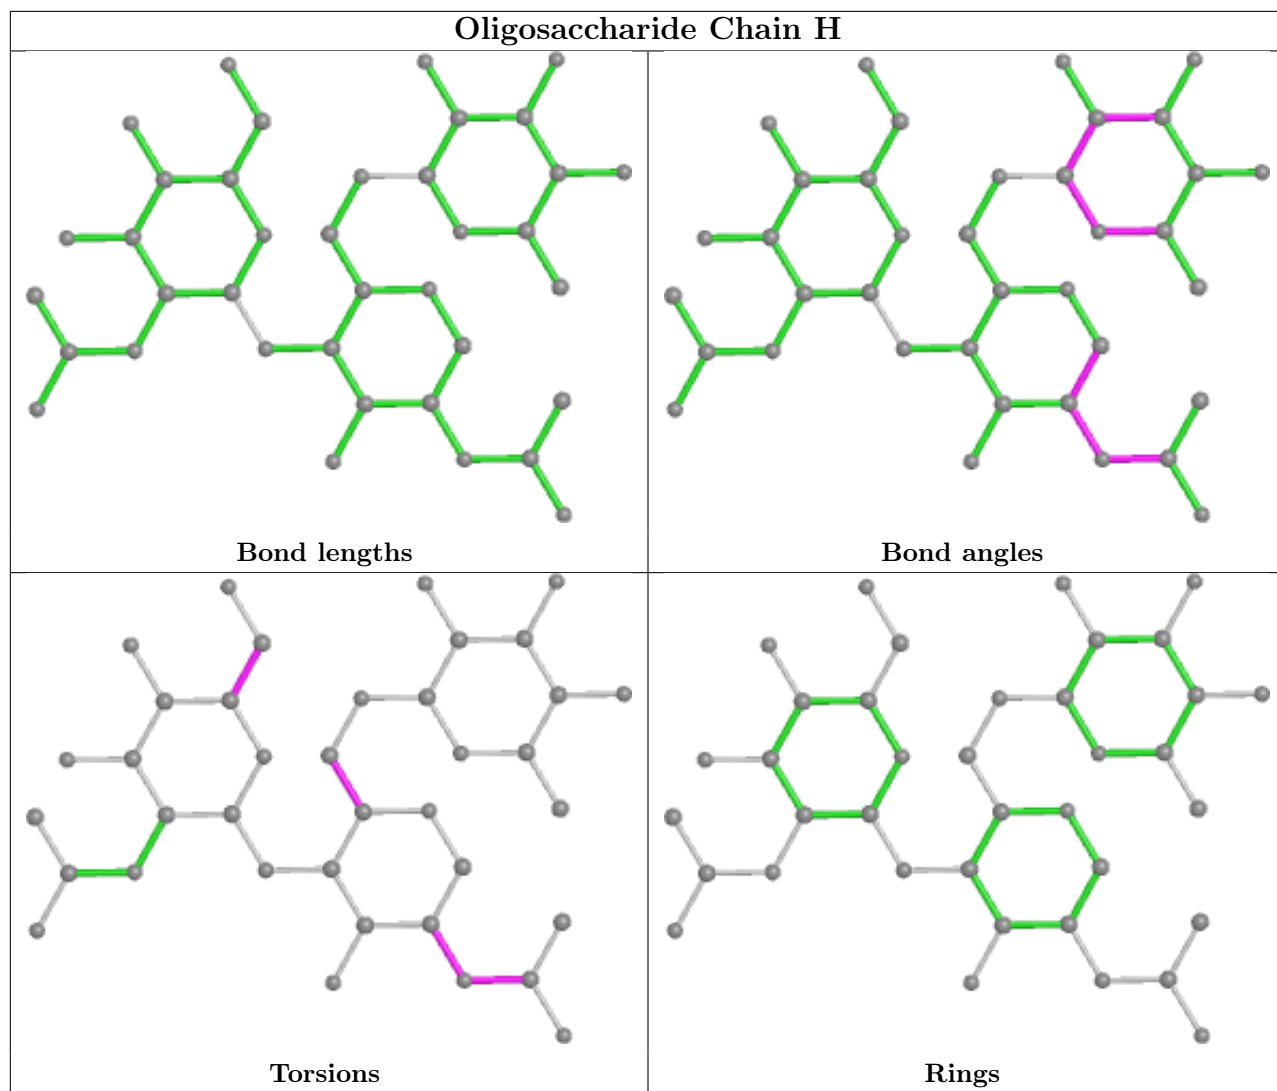 Oligosaccharide Chain H
Bond lengths
Bond angles
Torsions
Rings